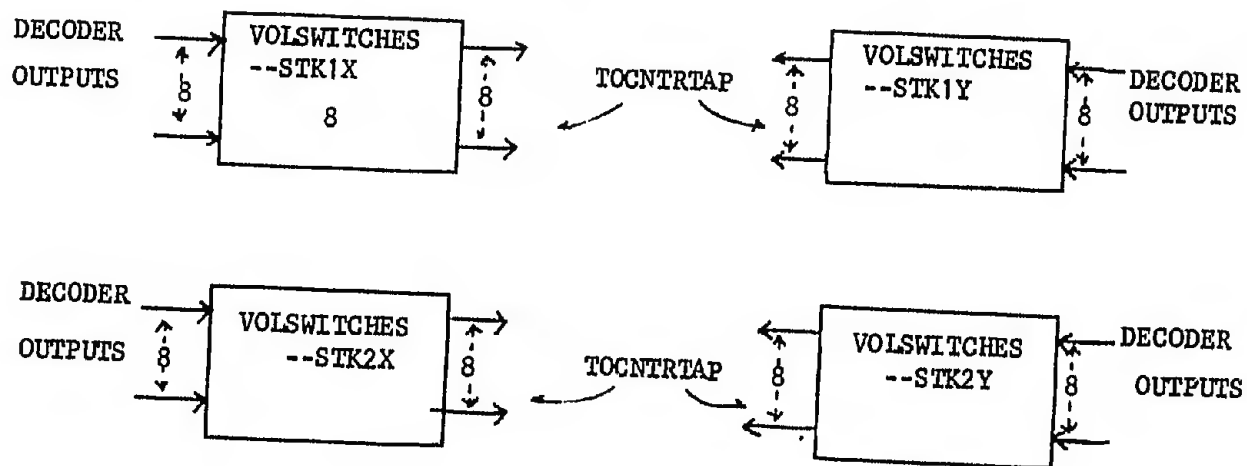 DECODER
OUTPUTS
8
VOLSWITCHES
--STK1X
8
8
TOCNTRTAP
8
VOLSWITCHES
--STK1Y
8
DECODER
OUTPUTS
DECODER
OUTPUTS
8
VOLSWITCHES
--STK2X
8
TOCNTRTAP
8
VOLSWITCHES
--STK2Y
8
DECODER
OUTPUTS